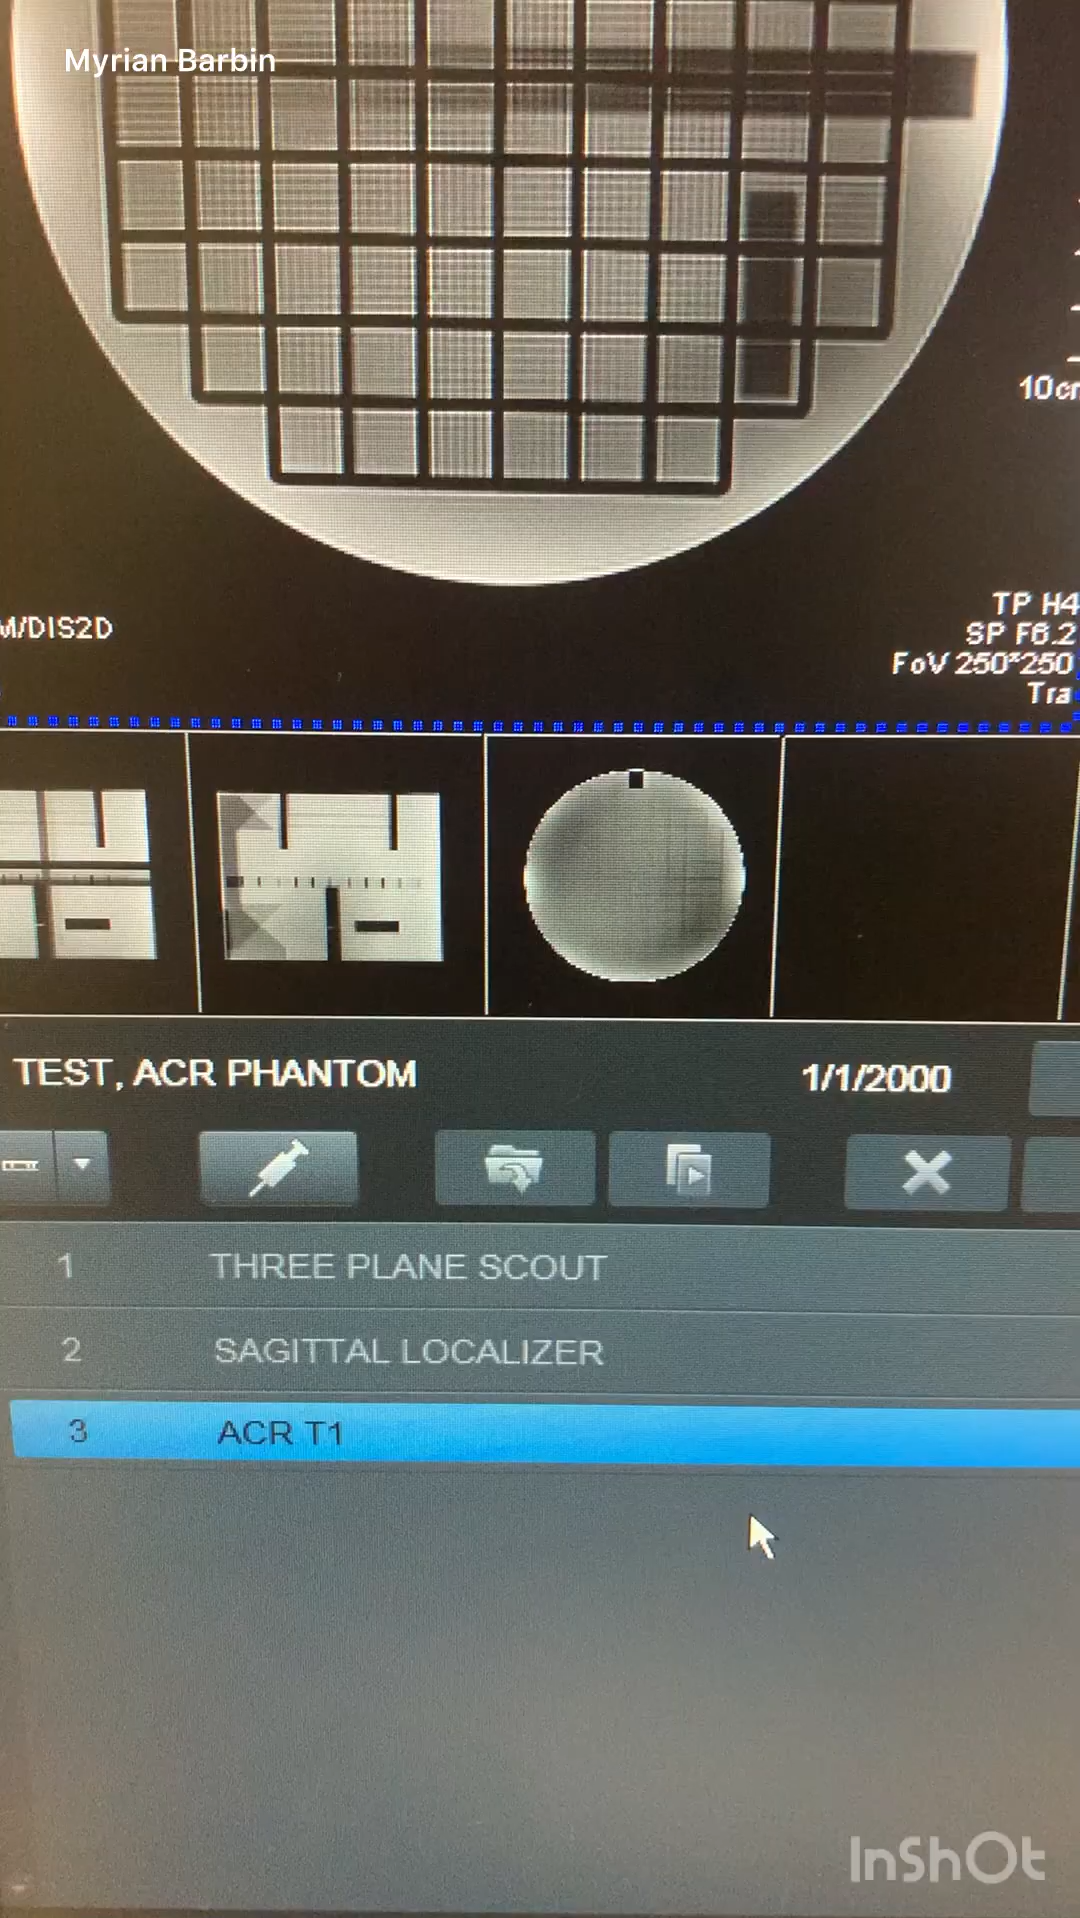 Myrian Barbin
10cm
M/DIS2D
TP H4
SP F6.2
FoV 250*250
Tra
TEST, ACR PHANTOM
1/1/2000
1 THREE PLANE SCOUT
2 SAGITTAL LOCALIZER
3 ACR T1
InShOt